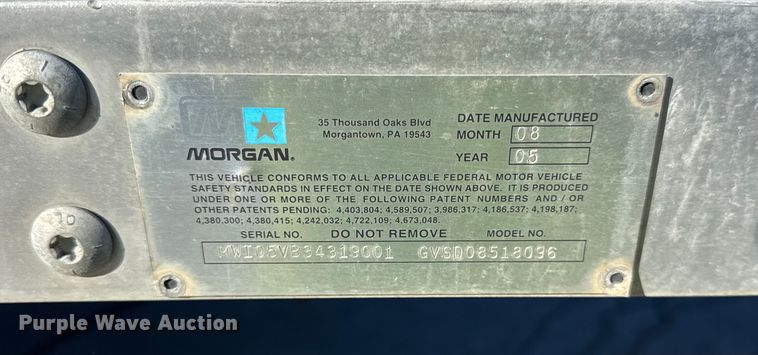 35 Thousand Oaks Blvd
Morgantown, PA 19543
DATE MANUFACTURED
MONTH 08
YEAR 05
MORGAN.
THIS VEHICLE CONFORMS TO ALL APPLICABLE FEDERAL MOTOR VEHICLE
SAFETY STANDARDS IN EFFECT ON THE DATE SHOWN ABOVE. IT IS PRODUCED
UNDER ONE OR MORE OF THE FOLLOWING PATENT NUMBERS AND / OR
OTHER PATENTS PENDING: 4,403,804; 4,589,507; 3,986,317; 4,186,537; 4,198,187;
4,380,300; 4,380,415; 4,242,032; 4,722,109; 4,673,048.
SERIAL NO. DO NOT REMOVE MODEL NO.
GVSD08518096
Purple Wave Auction